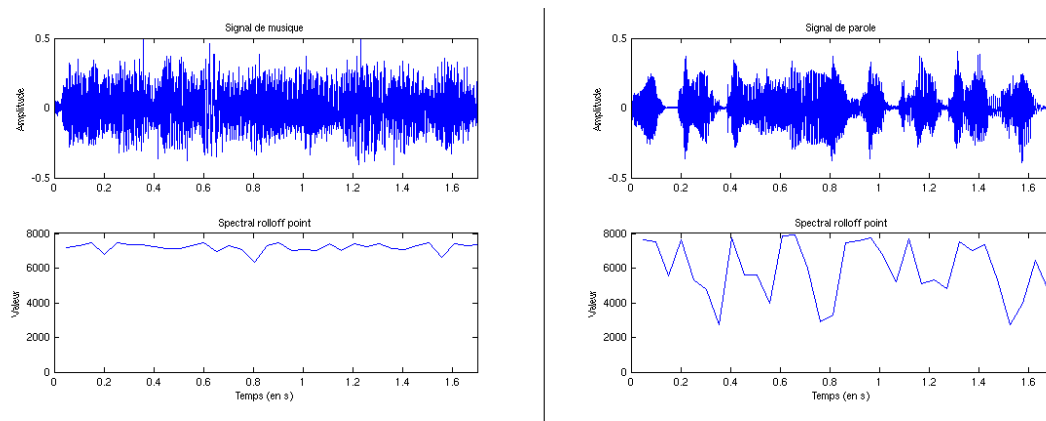 Signal de musique
0.5
0
-0.5
Amplitude
0 0.2 0.4 0.6 0.8 1 1.2 1.4 1.6
Spectral rolloff point
8000
6000
4000
2000
0
Valeur
0 0.2 0.4 0.6 0.8 1 1.2 1.4 1.6
Temps (en s)
Signal de parole
0.5
0
-0.5
Amplitude
0 0.2 0.4 0.6 0.8 1 1.2 1.4 1.6
Spectral rolloff point
8000
6000
4000
2000
0
Valeur
0 0.2 0.4 0.6 0.8 1 1.2 1.4 1.6
Temps (en s)